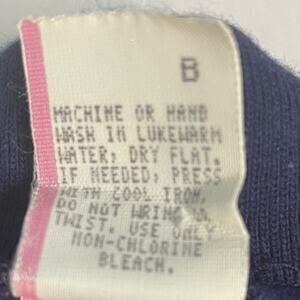 B
MACHINE OR HAND
WASH IN LUKEWARM
WATER, DRY FLAT.
IF NEEDED, PRESS
WITH COOL IRON.
DO NOT WRING OR
TWIST. USE ONLY
NON-CHLORINE
BLEACH.